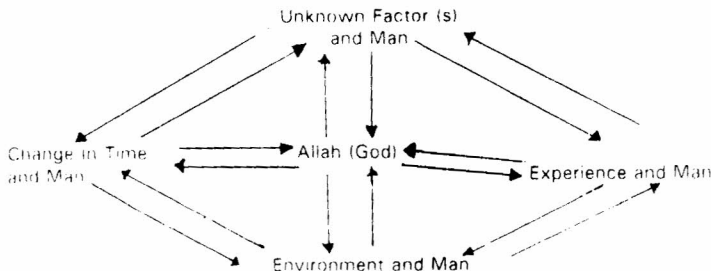 Unknown Factor (s)
and Man
Change in Time
and Man
Allah (God)
Experience and Man
Environment and Man